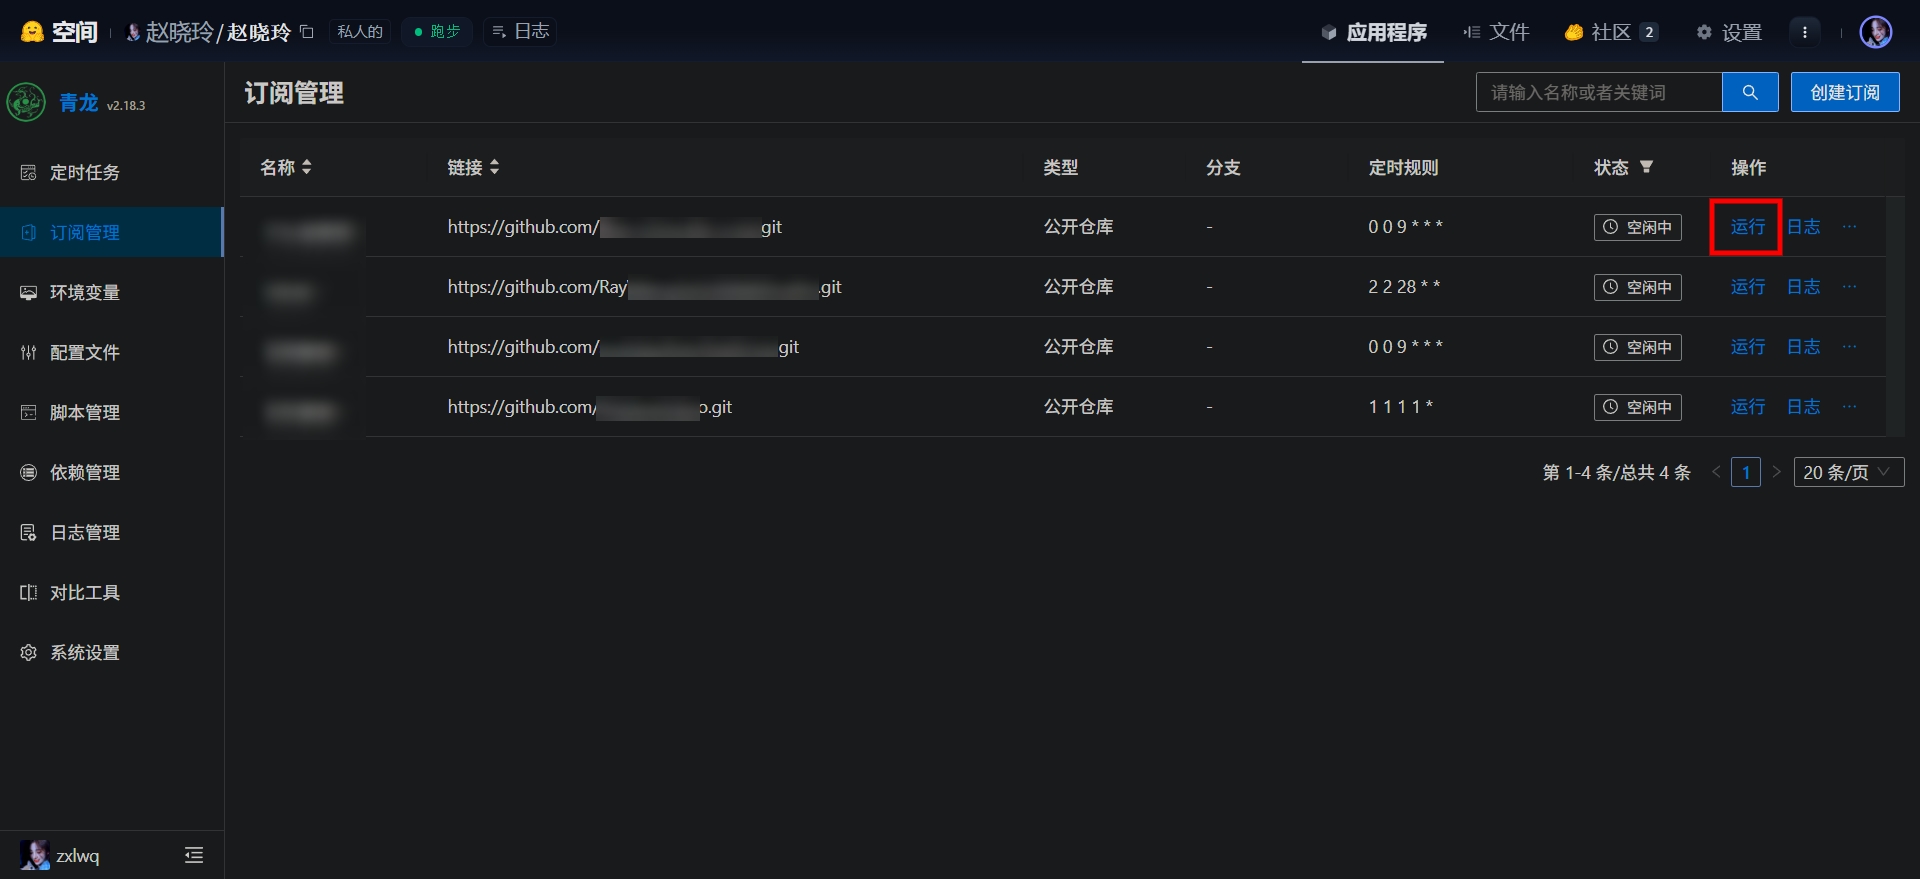 空间 赵晓玲/赵晓玲 私人的 跑步 日志 应用程序 文件 社区 2 设置
青龙 v2.18.3
订阅管理 请输入名称或者关键词 创建订阅
定时任务
订阅管理
环境变量
配置文件
脚本管理
依赖管理
日志管理
对比工具
系统设置
zxlwq
名称 链接 类型 分支 定时规则 状态 操作
https://github.com/ git 公开仓库 - 0 0 9 * * * 空闲中 运行 日志 ···
https://github.com/Ray .git 公开仓库 - 2 2 28 * * 空闲中 运行 日志 ···
https://github.com/ git 公开仓库 - 0 0 9 * * * 空闲中 运行 日志 ···
https://github.com/ o.git 公开仓库 - 1 1 1 1 * 空闲中 运行 日志 ···
第 1-4 条/总共 4 条 < 1 > 20 条/页